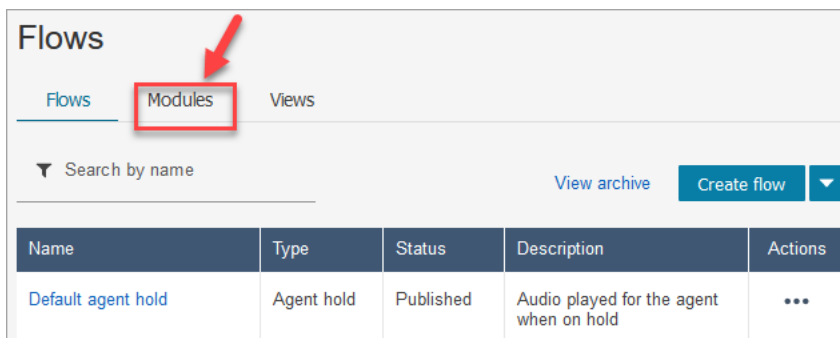 Flows
Flows Modules Views
Search by name
View archive Create flow
Name Type Status Description Actions
Default agent hold Agent hold Published Audio played for the agent
when on hold